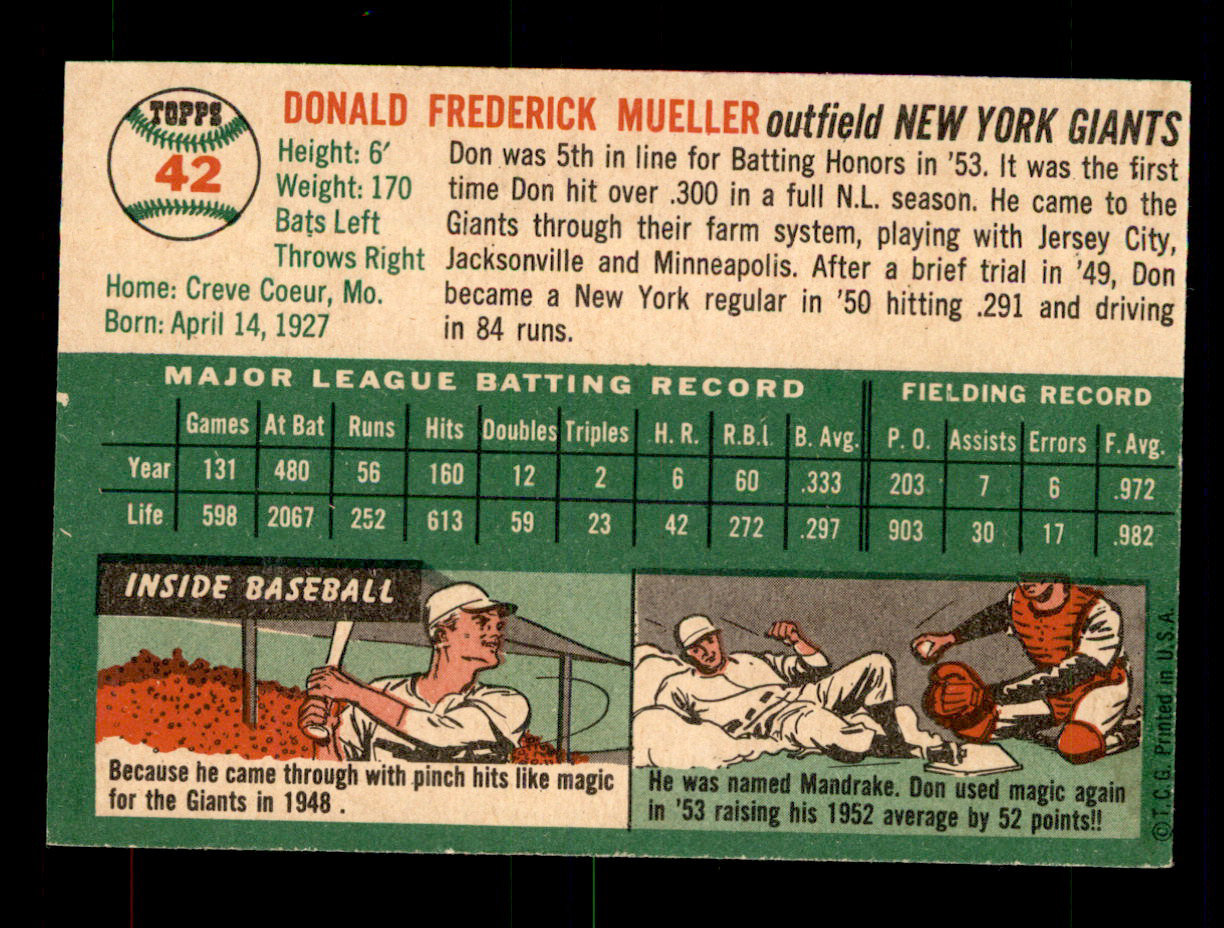 TOPPS
42
DONALD FREDERICK MUELLER outfield NEW YORK GIANTS
Height: 6'
Weight: 170
Bats Left
Throws Right
Home: Creve Coeur, Mo.
Born: April 14, 1927
Don was 5th in line for Batting Honors in '53. It was the first
time Don hit over .300 in a full N.L. season. He came to the
Giants through their farm system, playing with Jersey City,
Jacksonville and Minneapolis. After a brief trial in '49, Don
became a New York regular in '50 hitting .291 and driving
in 84 runs.
MAJOR LEAGUE BATTING RECORD FIELDING RECORD
Games At Bat Runs Hits Doubles Triples H. R. R.B.I. B. Avg. P. O. Assists Errors F. Avg.
Year 131 480 56 160 12 2 6 60 .333 203 7 6 .972
Life 598 2067 252 613 59 23 42 272 .297 903 30 17 .982
INSIDE BASEBALL
Because he came through with pinch hits like magic
for the Giants in 1948 .
He was named Mandrake. Don used magic again
in '53 raising his 1952 average by 52 points!!
© T. C. G. Printed in U.S.A.